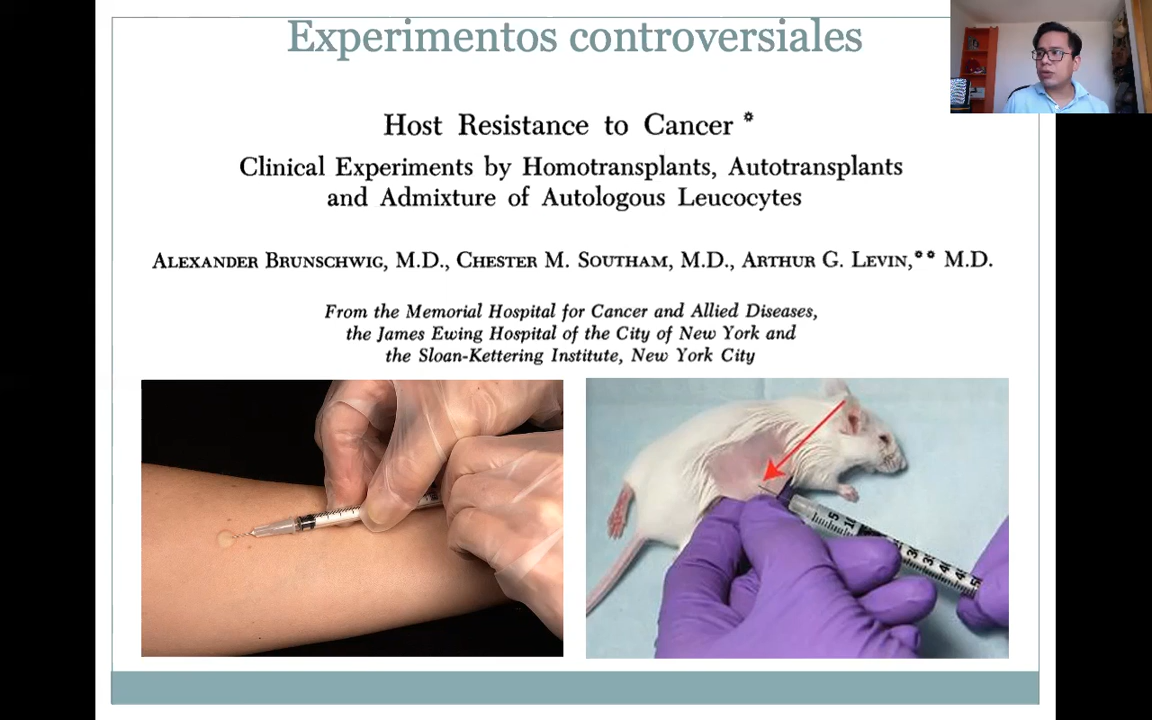 Experimentos controversiales
Host Resistance to Cancer *
Clinical Experiments by Homotransplants, Autotransplants
and Admixture of Autologous Leucocytes
ALEXANDER BRUNSCHWIG, M.D., CHESTER M. SOUTHAM, M.D., ARTHUR G. LEVIN,** M.D.
From the Memorial Hospital for Cancer and Allied Diseases,
the James Ewing Hospital of the City of New York and
the Sloan-Kettering Institute, New York City